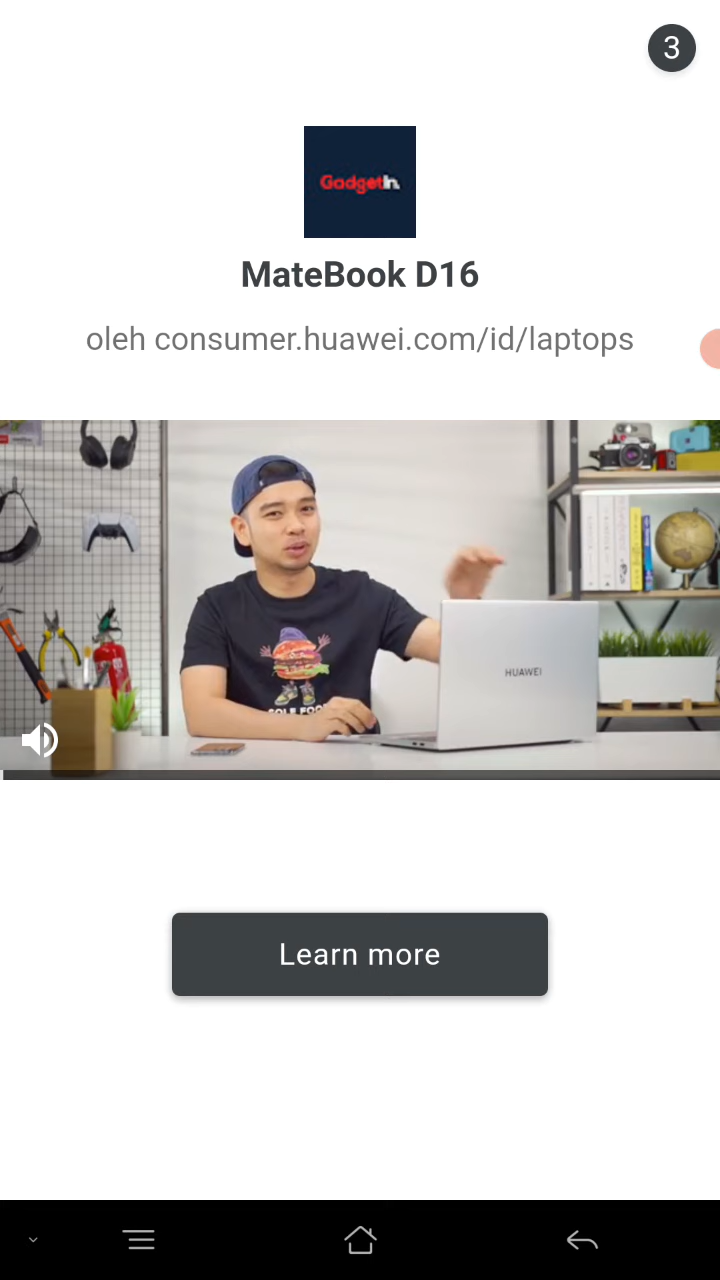 3
GadgetIn
MateBook D16
oleh consumer.huawei.com/id/laptops
HUAWEI
Learn more